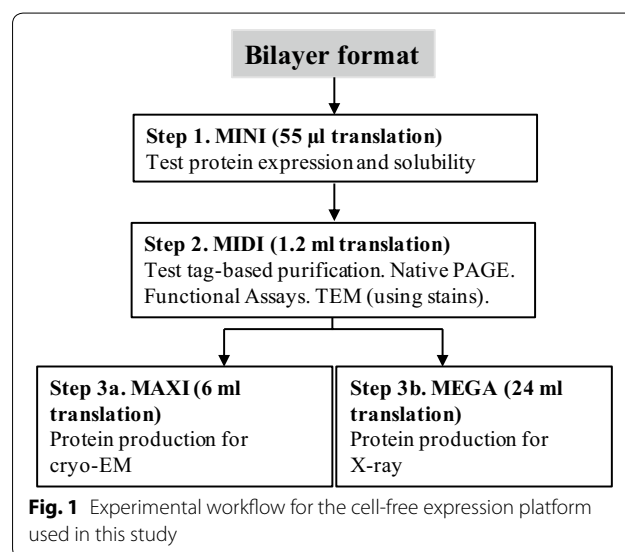 Bilayer format
Step 1. MINI (55 µl translation)
Test protein expression and solubility
Step 2. MIDI (1.2 ml translation)
Test tag-based purification. Native PAGE.
Functional Assays. TEM (using stains).
Step 3a. MAXI (6 ml
translation)
Protein production for
cryo-EM
Step 3b. MEGA (24 ml
translation)
Protein production for
X-ray
Fig. 1 Experimental workflow for the cell-free expression platform
used in this study